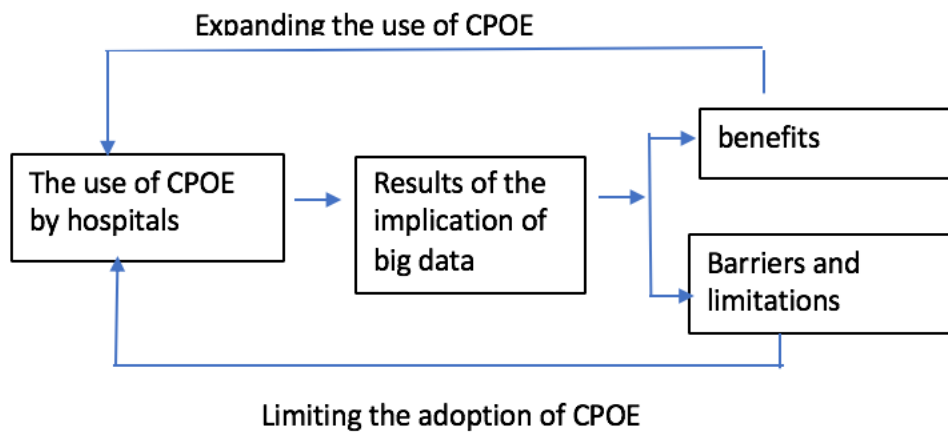 Expanding the use of CPOE
The use of CPOE
by hospitals
Results of the
implication of
big data
benefits
Barriers and
limitations
Limiting the adoption of CPOE